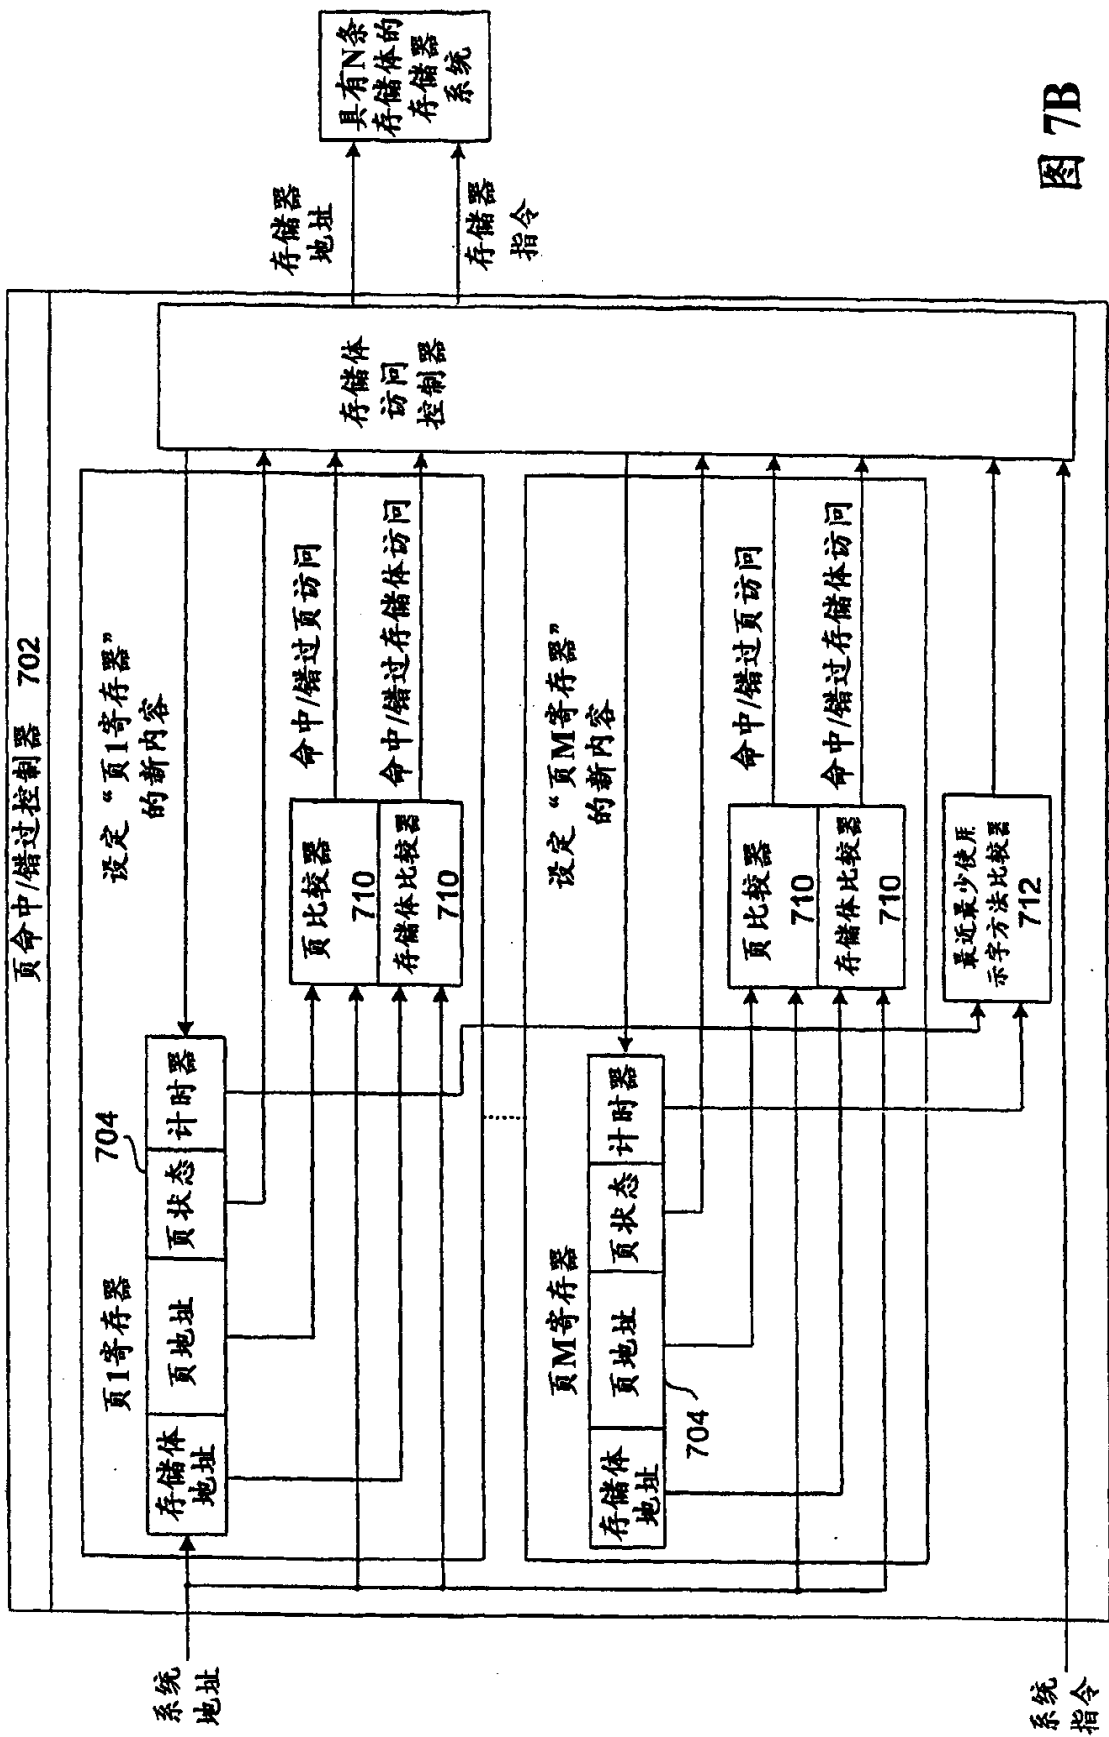 页命中/错过控制器 702
页1寄存器
704
设定“页1寄存器”
的新内容
存储体
地址
页地址
页状态
计时器
命中/错过页访问
页比较器
710
命中/错过存储体访问
存储体比较器
710
系统
地址
存储体
访问
控制器
存储器
地址
存储器
指令
具有N条
存储体的
存储器
系统
页M寄存器
设定“页M寄存器”
的新内容
存储体
地址
页地址
页状态
计时器
704
命中/错过页访问
页比较器
710
命中/错过存储体访问
存储体比较器
710
最近最少使用
示字方法比较器
712
系统
指令
图 7B